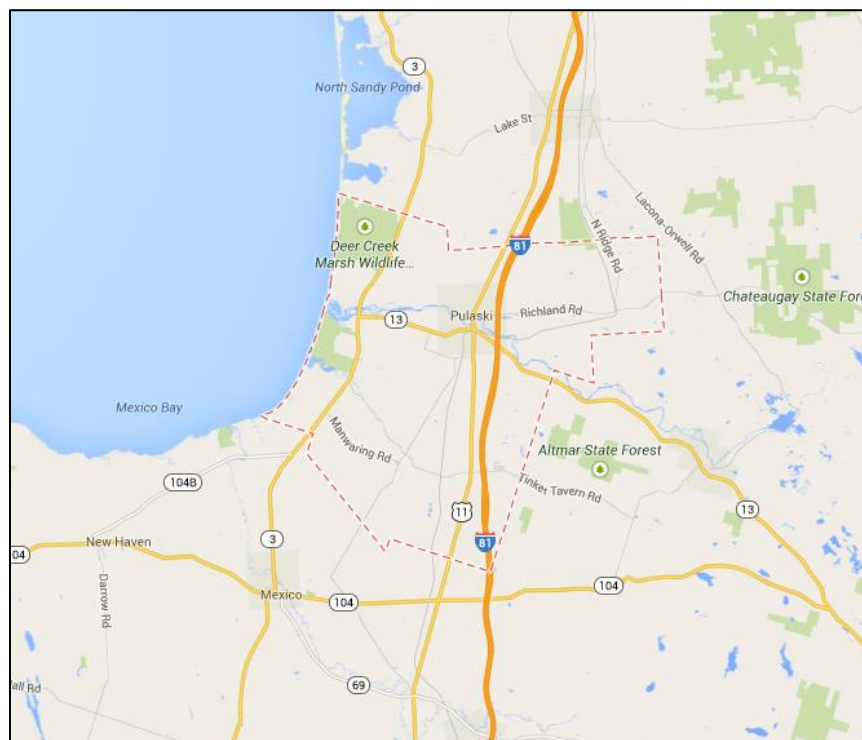 3
North Sandy Pond
Lake St
Lacona-Orwell Rd
N Ridge Rd
Deer Creek
Marsh Wildlife...
81
Chateaugay State Fore
13
Pulaski
Richland Rd
Mexico Bay
Manwaring Rd
Altmar State Forest
Tinker Tavern Rd
104B
11
13
3
81
New Haven
04
104
Darrow Rd
Mexico
104
69
Hall Rd